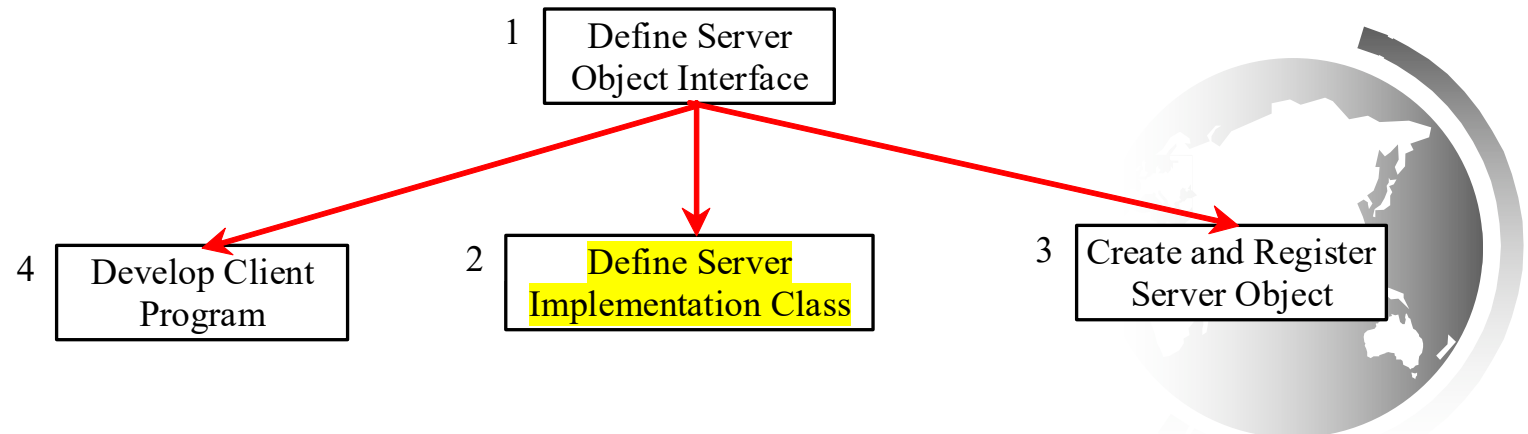 1
Define Server
Object Interface
4
Develop Client
Program
2
Define Server
Implementation Class
3
Create and Register
Server Object